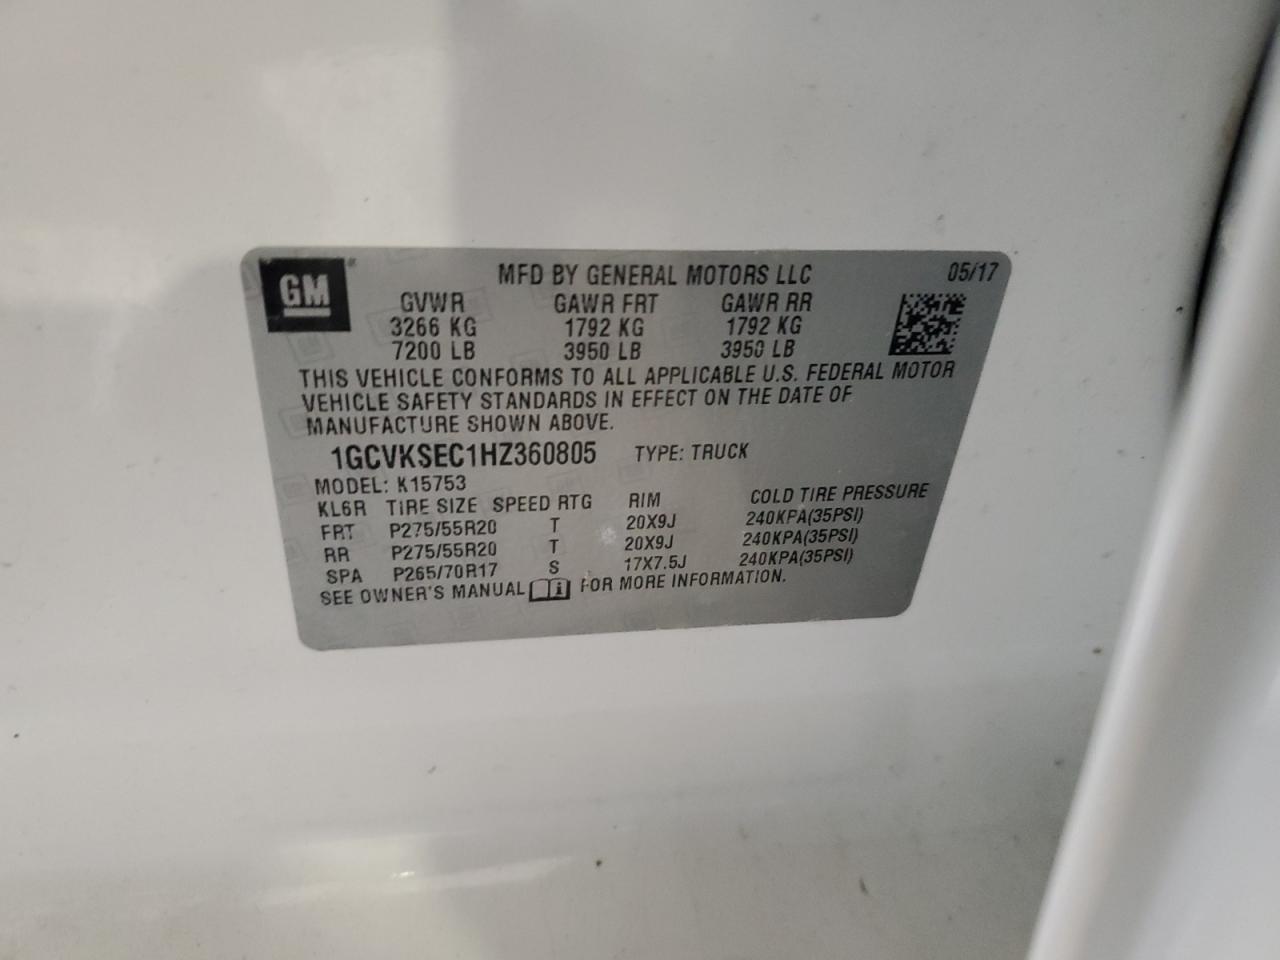 GM
MFD BY GENERAL MOTORS LLC 05/17
GVWR GAWR FRT GAWR RR
3266 KG 1792 KG 1792 KG
7200 LB 3950 LB 3950 LB
THIS VEHICLE CONFORMS TO ALL APPLICABLE U.S. FEDERAL MOTOR
VEHICLE SAFETY STANDARDS IN EFFECT ON THE DATE OF
MANUFACTURE SHOWN ABOVE.
1GCVKSEC1HZ360805 TYPE: TRUCK
MODEL: K15753
KL6R TIRE SIZE SPEED RTG RIM COLD TIRE PRESSURE
FRT P275/55R20 T 20X9J 240KPA(35PSI)
RR P275/55R20 T 20X9J 240KPA(35PSI)
SPA P265/70R17 S 17X7.5J 240KPA(35PSI)
SEE OWNER'S MANUAL FOR MORE INFORMATION.